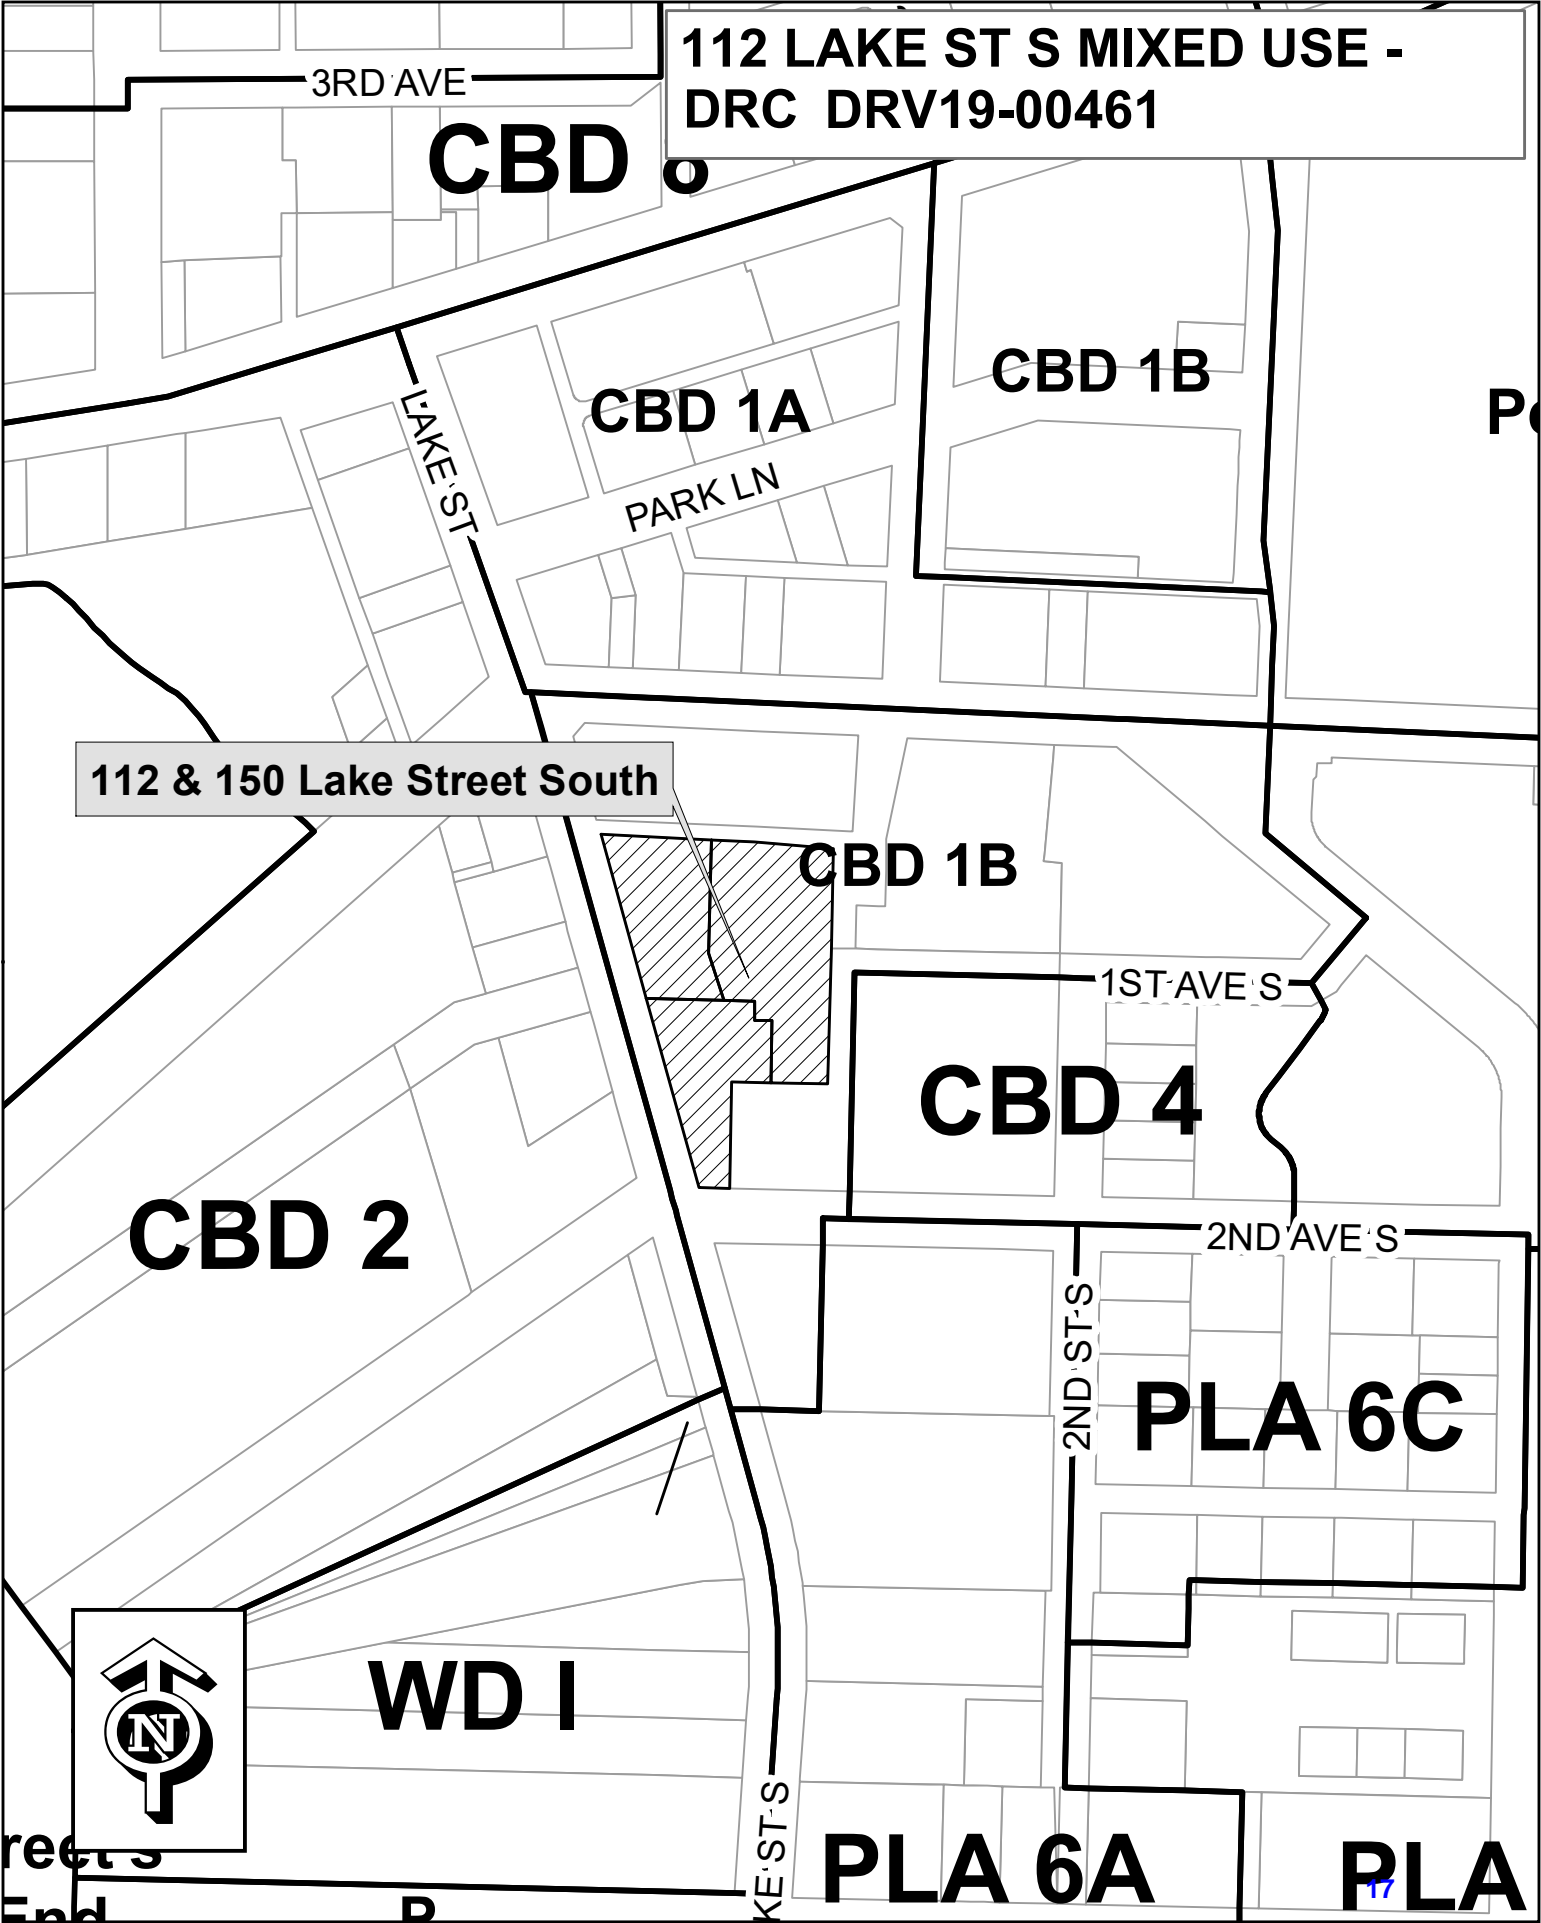 112 LAKE ST S MIXED USE -
DRC DRV19-00461
3RD AVE
CBD 8
CBD 1B
CBD 1A
LAKE ST
PARK LN
112 & 150 Lake Street South
CBD 1B
1ST AVE S
CBD 4
CBD 2
2ND AVE S
2ND ST S
PLA 6C
N
WD I
KE ST S
PLA 6A
PLA
17
reet's
End
P